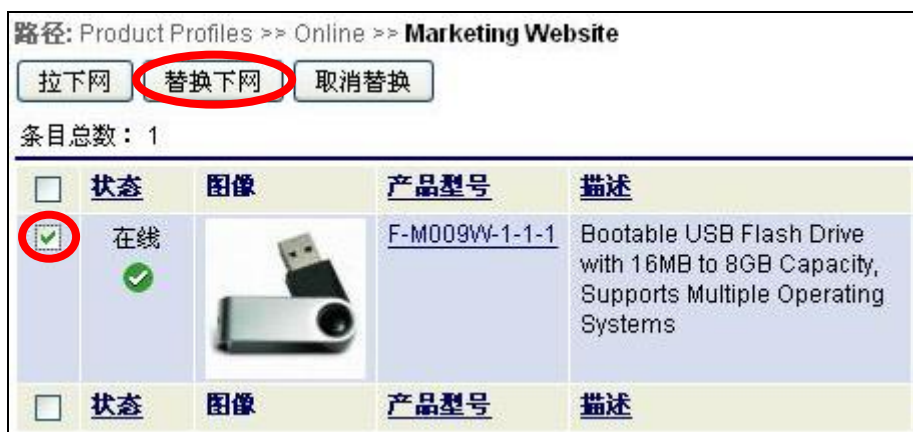 路径: Product Profiles >> Online >> Marketing Website
拉下网 替换下网 取消替换
条目总数：1
状态 图像 产品型号 描述
在线 F-M009W-1-1-1 Bootable USB Flash Drive
with 16MB to 8GB Capacity,
Supports Multiple Operating
Systems
状态 图像 产品型号 描述